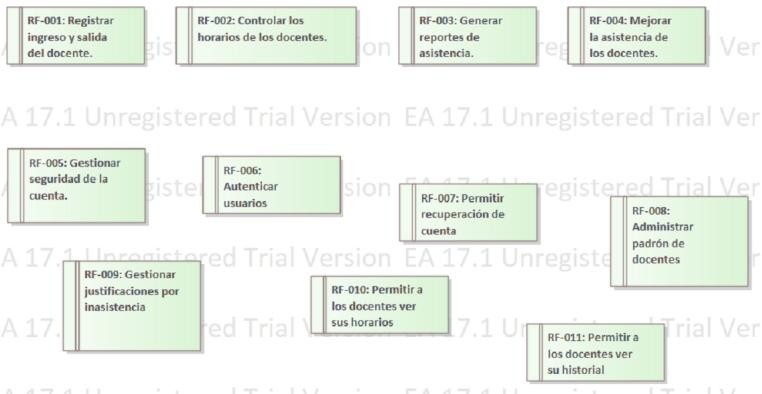 RF-001: Registrar
ingreso y salida
del docente.
RF-002: Controlar los
horarios de los docentes.
RF-003: Generar
reportes de
asistencia.
RF-004: Mejorar
la asistencia de
los docentes.
A 17.1 Unregistered Trial Version EA 17.1 Unregistered Trial Ver
RF-005: Gestionar
seguridad de la
cuenta.
RF-006:
Autenticar
usuarios
RF-007: Permitir
recuperación de
cuenta
RF-008:
Administrar
padrón de
docentes
RF-009: Gestionar
justificaciones por
inasistencia
RF-010: Permitir a
los docentes ver
sus horarios
RF-011: Permitir a
los docentes ver
su historial